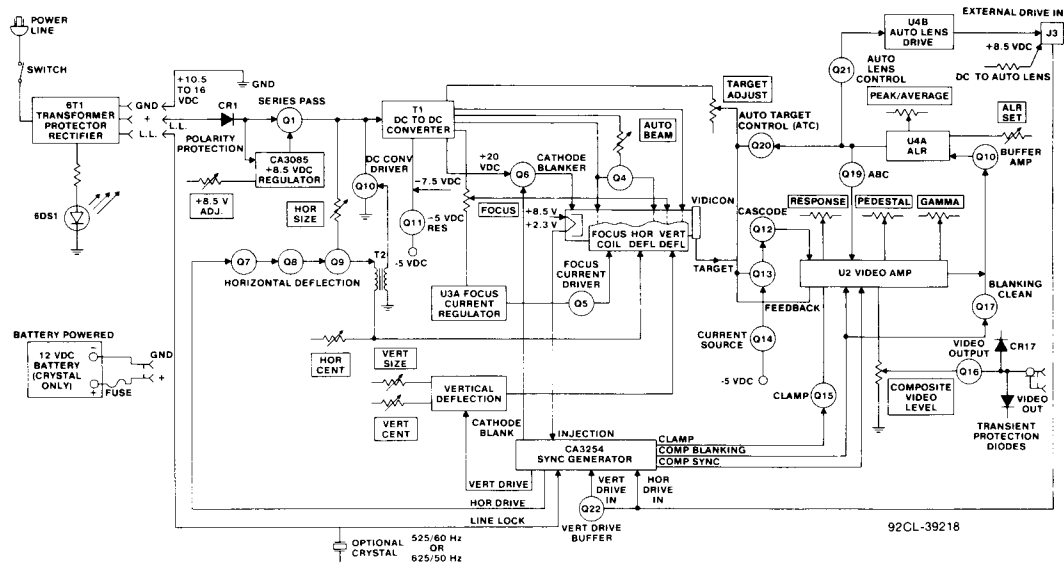 POWER
LINE
SWITCH
+10.5
TO 16
VDC
GND
6T1
TRANSFORMER
PROTECTOR
RECTIFIER
GND
+
L.L.
L.L.
CR1
POLARITY
PROTECTION
SERIES PASS
Q1
CA3085
+8.5 VDC
REGULATOR
+8.5 V
ADJ.
6DS1
T1
DC TO DC
CONVERTER
DC CONV
DRIVER
Q10
HOR
SIZE
-7.5 VDC
Q11
-5 VDC
RES
-5 VDC
+20
VDC
Q6
CATHODE
BLANKER
AUTO
BEAM
Q4
FOCUS
+8.5 V
+2.3 V
FOCUS
COIL
HOR
DEFL
VERT
DEFL
VIDICON
TARGET
Q7
Q8
Q9
HORIZONTAL DEFLECTION
T2
U3A FOCUS
CURRENT
REGULATOR
FOCUS
CURRENT
DRIVER
Q5
TARGET
ADJUST
AUTO TARGET
CONTROL (ATC)
Q20
Q21
AUTO
LENS
CONTROL
U4B
AUTO LENS
DRIVE
EXTERNAL DRIVE IN
J3
+8.5 VDC
DC TO AUTO LENS
PEAK/AVERAGE
ALR
SET
U4A
ALR
BUFFER
AMP
Q10
Q19
ABC
RESPONSE
PEDESTAL
GAMMA
CASCODE
Q12
Q13
U2 VIDEO AMP
FEEDBACK
BLANKING
CLEAN
Q17
CURRENT
SOURCE
Q14
-5 VDC
CLAMP
Q15
VIDEO
OUTPUT
Q16
CR17
COMPOSITE
VIDEO
LEVEL
VIDEO
OUT
TRANSIENT
PROTECTION
DIODES
BATTERY POWERED
12 VDC
BATTERY
(CRYSTAL
ONLY)
-
+
FUSE
GND
+
HOR
CENT
VERT
SIZE
VERT
CENT
VERTICAL
DEFLECTION
CATHODE
BLANK
INJECTION
CA3254
SYNC GENERATOR
CLAMP
COMP BLANKING
COMP SYNC
VERT DRIVE
HOR DRIVE
LINE LOCK
VERT
DRIVE
IN
HOR
DRIVE
IN
Q22
VERT DRIVE
BUFFER
OPTIONAL
CRYSTAL
525/60 Hz
OR
625/50 Hz
92CL-39218